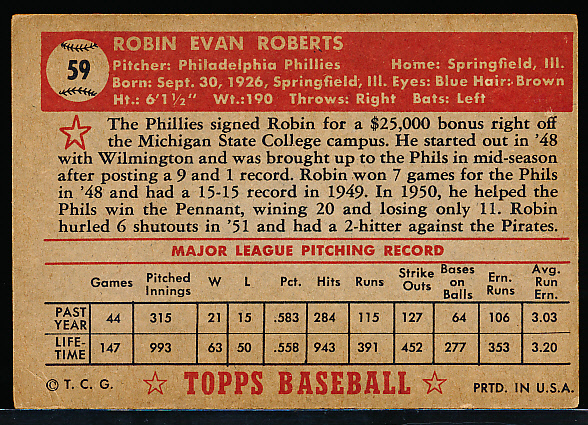 59
ROBIN EVAN ROBERTS
Pitcher: Philadelphia Phillies Home: Springfield, Ill.
Born: Sept. 30, 1926, Springfield, Ill. Eyes: Blue Hair: Brown
Ht.: 6'1½" Wt.: 190 Throws: Right Bats: Left
The Phillies signed Robin for a $25,000 bonus right off
the Michigan State College campus. He started out in '48
with Wilmington and was brought up to the Phils in mid-season
after posting a 9 and 1 record. Robin won 7 games for the Phils
in '48 and had a 15-15 record in 1949. In 1950, he helped the
Phils win the Pennant, wining 20 and losing only 11. Robin
hurled 6 shutouts in '51 and had a 2-hitter against the Pirates.
MAJOR LEAGUE PITCHING RECORD
Games Pitched Innings W L Pct. Hits Runs Strike Outs Bases on Balls Ern. Runs Avg. Run Ern.
PAST YEAR 44 315 21 15 .583 284 115 127 64 106 3.03
LIFE-TIME 147 993 63 50 .558 943 391 452 277 353 3.20
© T. C. G. TOPPS BASEBALL PRTD. IN U.S.A.